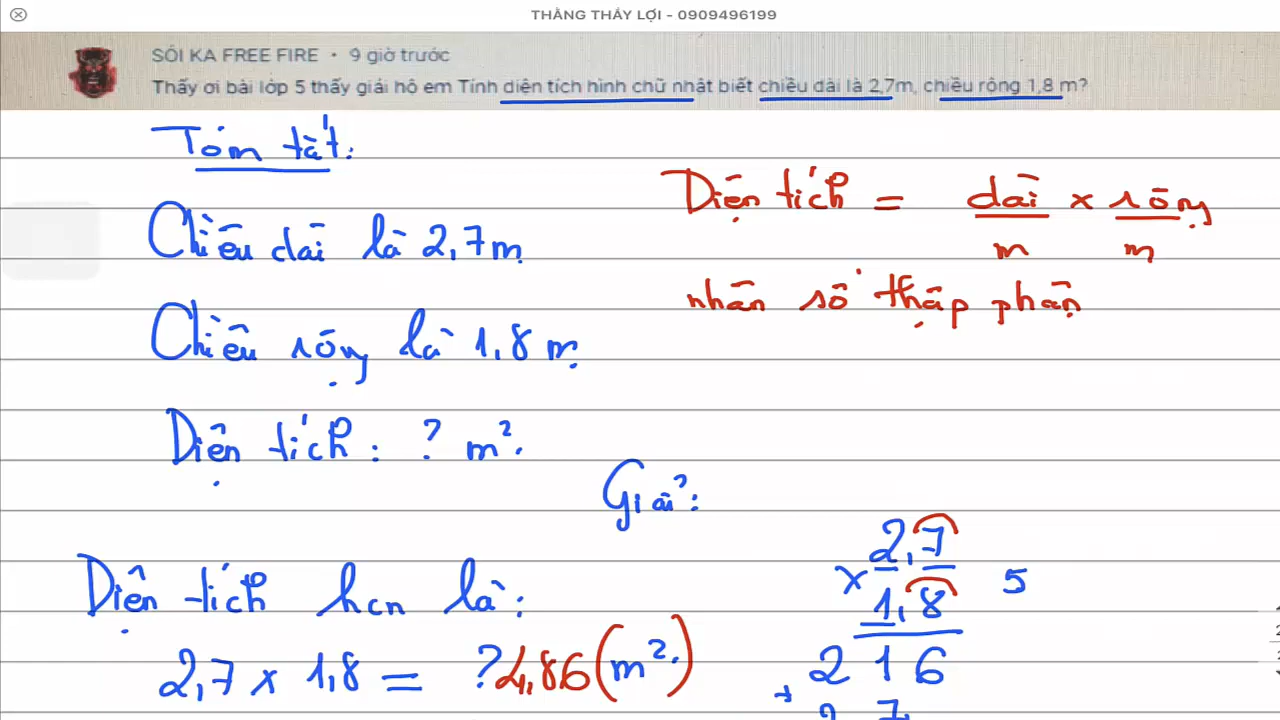 THẦNG THẦY LỢI - 0909496199
SÓI KA FREE FIRE • 9 giờ trước
Thầy ơi bài lớp 5 thầy giải hộ em Tính diện tích hình chữ nhật biết chiều dài là 2,7m, chiều rộng 1,8 m?
Tóm tắt:
Diện tích = dài x rộng
m m
Chiều dài là 2,7m
nhân số thập phân
Chiều rộng là 1,8 m
Diện tích : ? m².
Giải:
2,7
Diện tích hcn là: x 5
1,8
2,7 x 1,8 = ?4,86(m².) 216
+
27